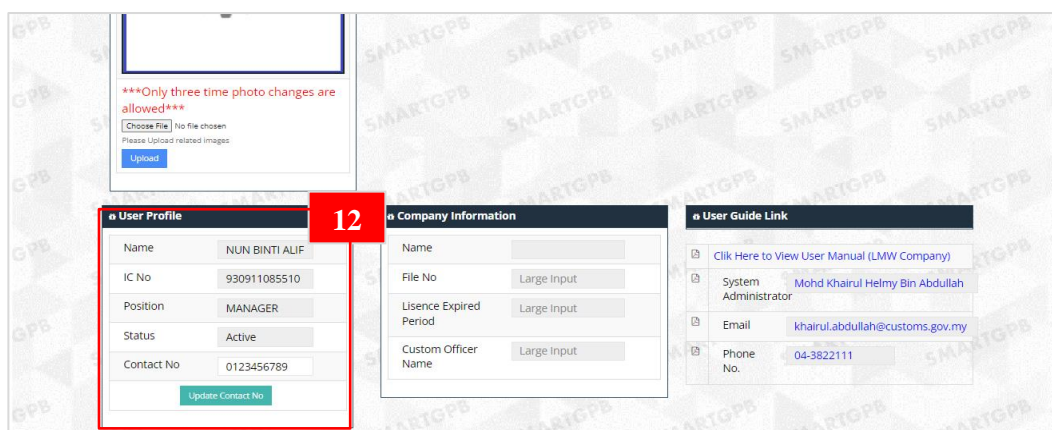 ***Only three time photo changes are
allowed***
Choose File No file chosen
Please Upload related images
Upload
12
User Profile
Name NUN BINTI ALIF
IC No 930911085510
Position MANAGER
Status Active
Contact No 0123456789
Update Contact No
Company Information
Name
File No Large Input
Lisence Expired
Period Large Input
Custom Officer
Name Large Input
User Guide Link
Clik Here to View User Manual (LMW Company)
System
Administrator Mohd Khairul Helmy Bin Abdullah
Email khairul.abdullah@customs.gov.my
Phone
No. 04-3822111
SMARTGPB